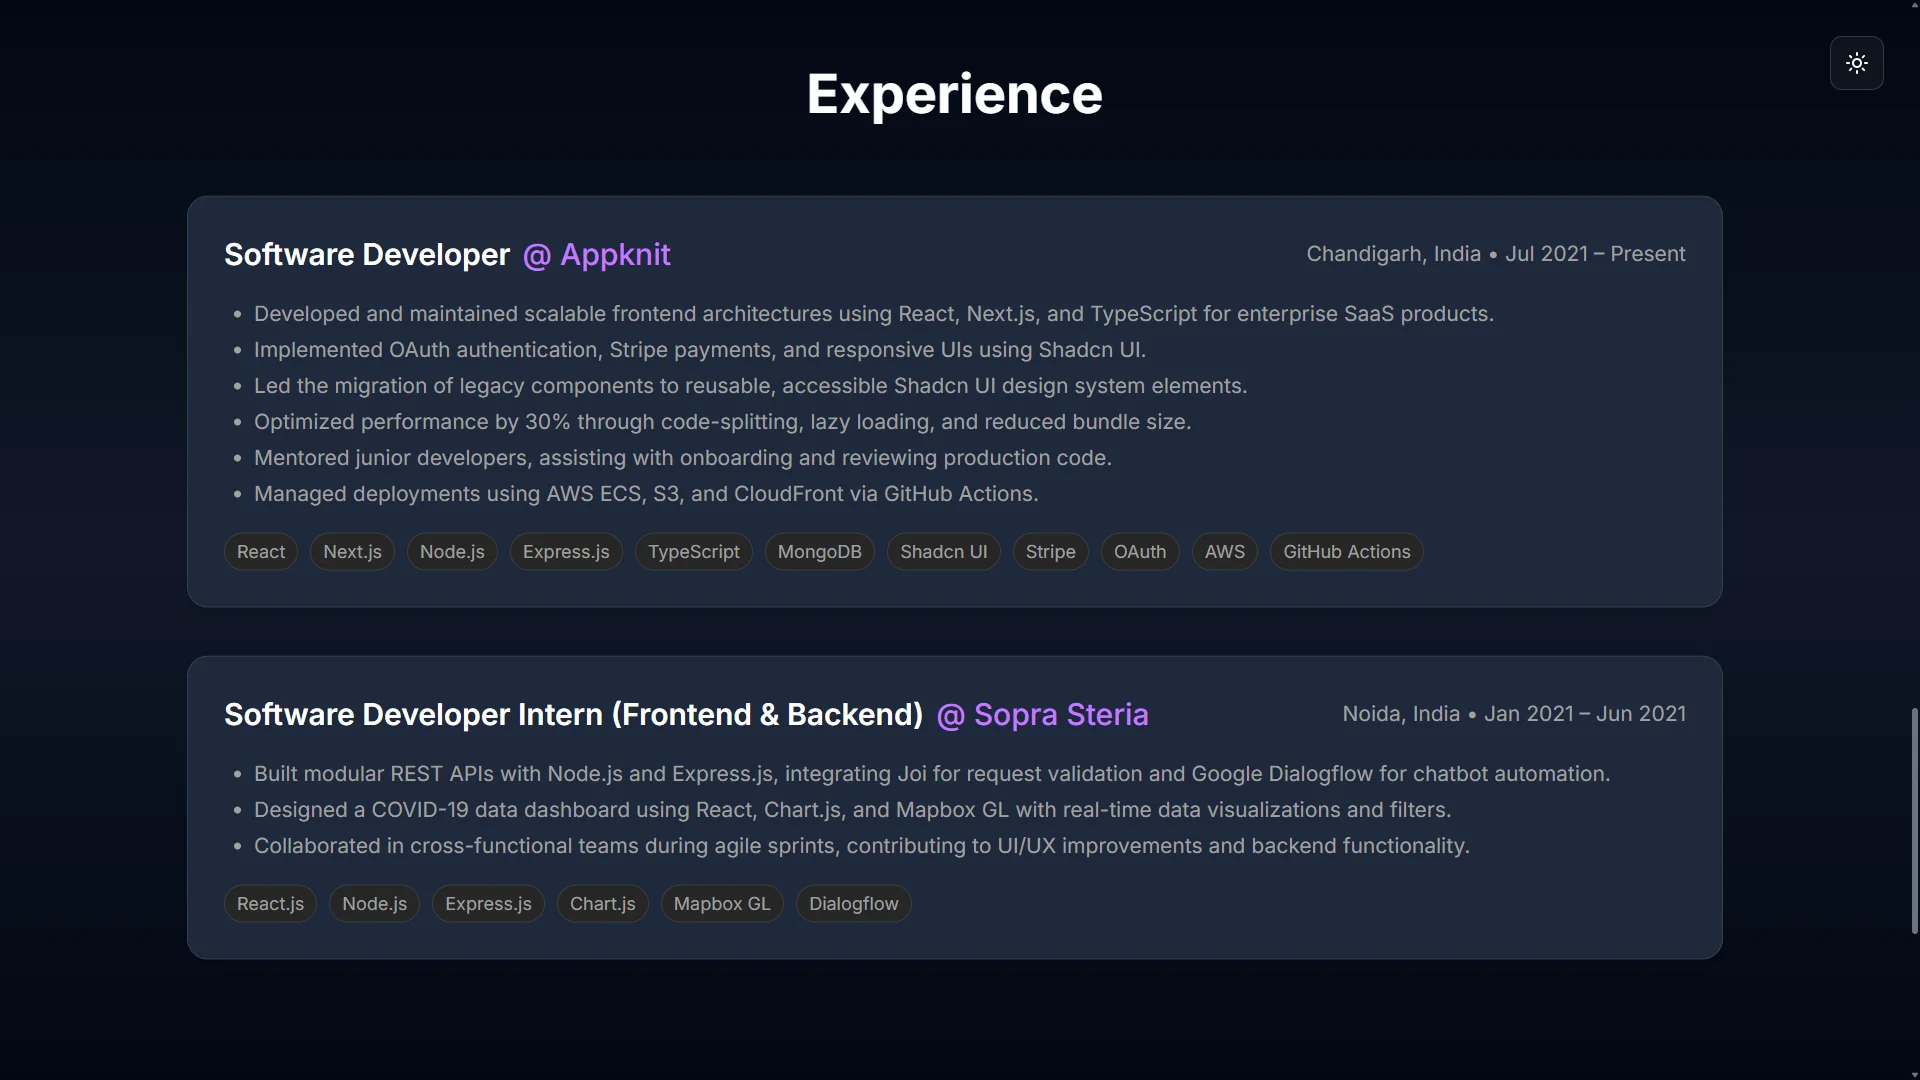 Experience
Software Developer @ Appknit
Chandigarh, India • Jul 2021 – Present
• Developed and maintained scalable frontend architectures using React, Next.js, and TypeScript for enterprise SaaS products.
• Implemented OAuth authentication, Stripe payments, and responsive UIs using Shadcn UI.
• Led the migration of legacy components to reusable, accessible Shadcn UI design system elements.
• Optimized performance by 30% through code-splitting, lazy loading, and reduced bundle size.
• Mentored junior developers, assisting with onboarding and reviewing production code.
• Managed deployments using AWS ECS, S3, and CloudFront via GitHub Actions.
React Next.js Node.js Express.js TypeScript MongoDB Shadcn UI Stripe OAuth AWS GitHub Actions
Software Developer Intern (Frontend & Backend) @ Sopra Steria
Noida, India • Jan 2021 – Jun 2021
• Built modular REST APIs with Node.js and Express.js, integrating Joi for request validation and Google Dialogflow for chatbot automation.
• Designed a COVID-19 data dashboard using React, Chart.js, and Mapbox GL with real-time data visualizations and filters.
• Collaborated in cross-functional teams during agile sprints, contributing to UI/UX improvements and backend functionality.
React.js Node.js Express.js Chart.js Mapbox GL Dialogflow